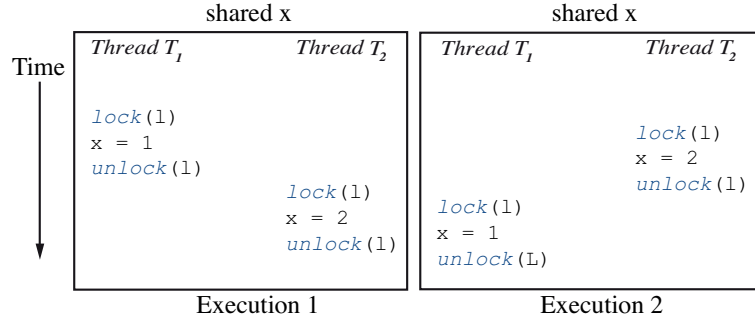 shared x
shared x
Time
Thread T1
Thread T2
lock(l)
x = 1
unlock(l)
lock(l)
x = 2
unlock(l)
Execution 1
Thread T1
Thread T2
lock(l)
x = 2
unlock(l)
lock(l)
x = 1
unlock(L)
Execution 2